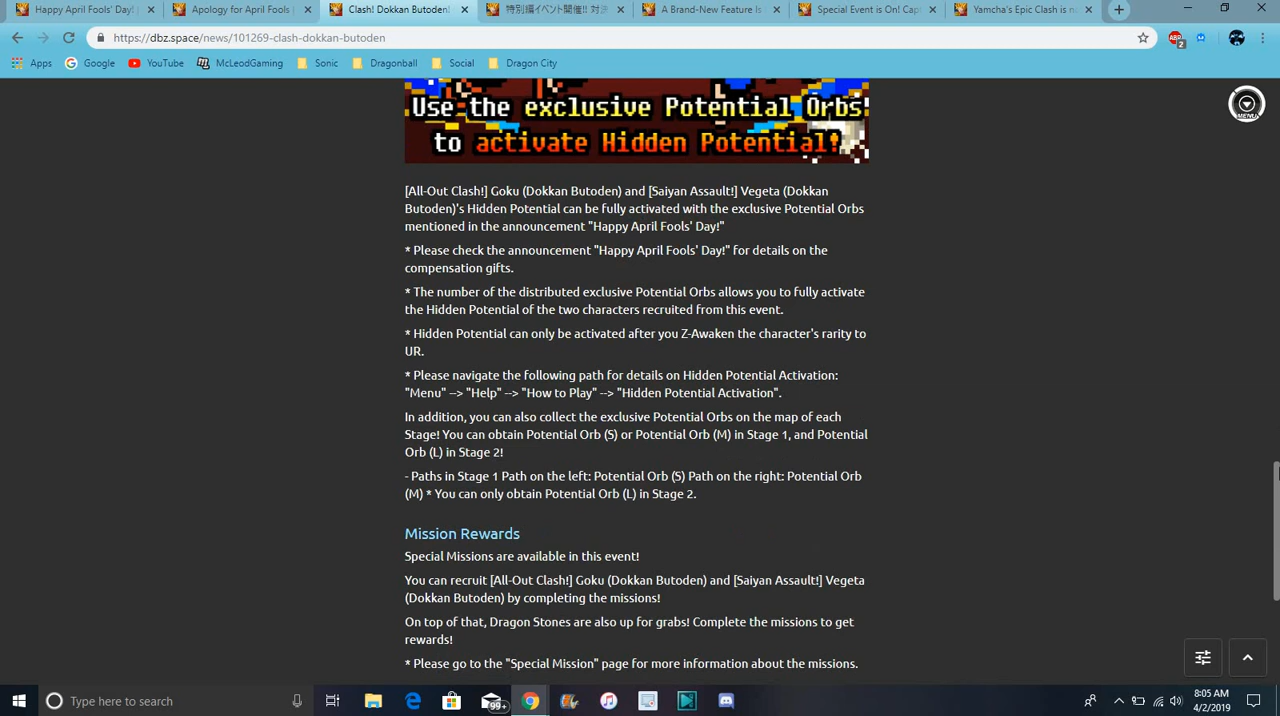 Happy April Fools' Day!
Apology for April Fools
Clash! Dokkan Butoden!
特別編イベント開催!!
A Brand-New Feature Is
Special Event is On! Cap
Yamcha's Epic Clash is n
https://dbz.space/news/101269-clash-dokkan-butoden
2
Apps Google YouTube McLeodGaming Sonic Dragonball Social Dragon City
MENU
Use the exclusive Potential Orbs!
to activate Hidden Potential!
[All-Out Clash!] Goku (Dokkan Butoden) and [Saiyan Assault!] Vegeta (Dokkan
Butoden)'s Hidden Potential can be fully activated with the exclusive Potential Orbs
mentioned in the announcement "Happy April Fools' Day!"
* Please check the announcement "Happy April Fools' Day!" for details on the
compensation gifts.
* The number of the distributed exclusive Potential Orbs allows you to fully activate
the Hidden Potential of the two characters recruited from this event.
* Hidden Potential can only be activated after you Z-Awaken the character's rarity to
UR.
* Please navigate the following path for details on Hidden Potential Activation:
"Menu" --> "Help" --> "How to Play" --> "Hidden Potential Activation".
In addition, you can also collect the exclusive Potential Orbs on the map of each
Stage! You can obtain Potential Orb (S) or Potential Orb (M) in Stage 1, and Potential
Orb (L) in Stage 2!
- Paths in Stage 1 Path on the left: Potential Orb (S) Path on the right: Potential Orb
(M) * You can only obtain Potential Orb (L) in Stage 2.
Mission Rewards
Special Missions are available in this event!
You can recruit [All-Out Clash!] Goku (Dokkan Butoden) and [Saiyan Assault!] Vegeta
(Dokkan Butoden) by completing the missions!
On top of that, Dragon Stones are also up for grabs! Complete the missions to get
rewards!
* Please go to the "Special Mission" page for more information about the missions.
Type here to search
99+
8:05 AM
4/2/2019